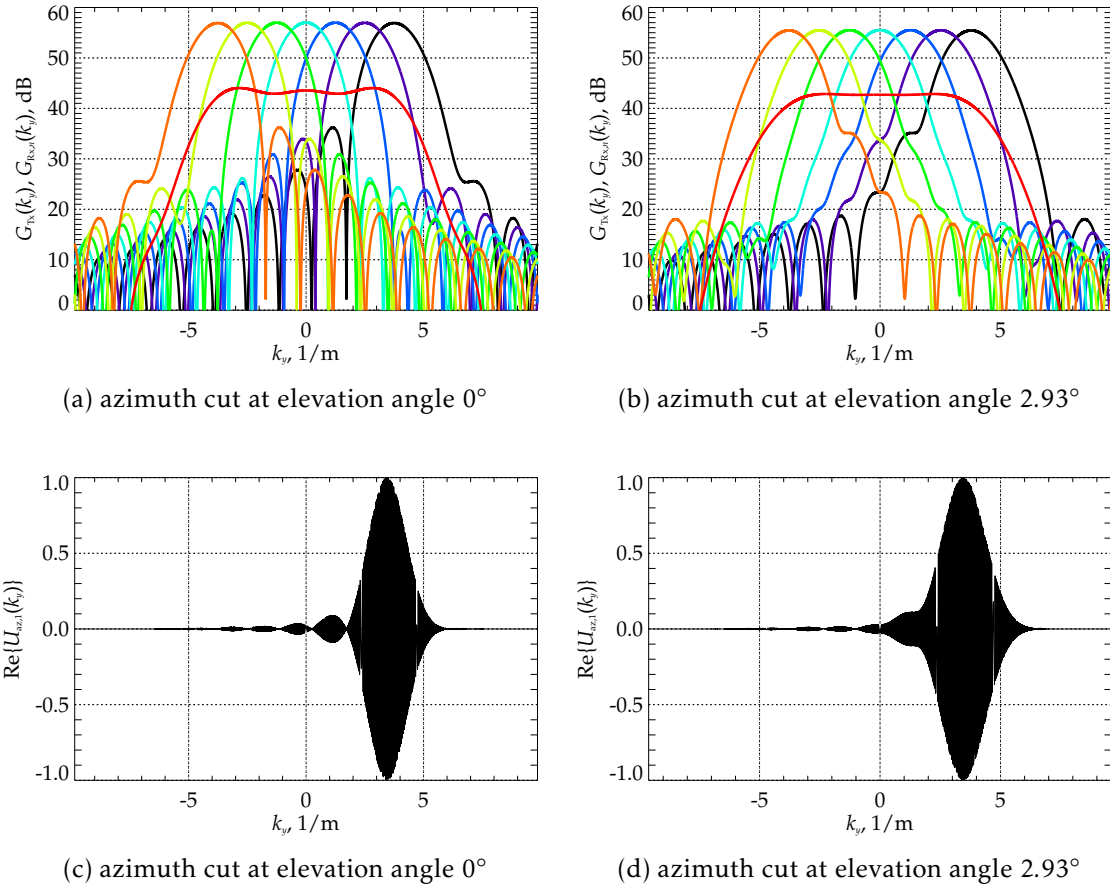 60
50
40
30
20
10
0
G_Tx(k_y), G_Rx,n(k_y), dB
-5 0 5
k_y, 1/m
(a) azimuth cut at elevation angle 0°
60
50
40
30
20
10
0
G_Tx(k_y), G_Rx,n(k_y), dB
-5 0 5
k_y, 1/m
(b) azimuth cut at elevation angle 2.93°
1.0
0.5
0.0
-0.5
-1.0
Re{U_az,1(k_y)}
-5 0 5
k_y, 1/m
(c) azimuth cut at elevation angle 0°
1.0
0.5
0.0
-0.5
-1.0
Re{U_az,1(k_y)}
-5 0 5
k_y, 1/m
(d) azimuth cut at elevation angle 2.93°